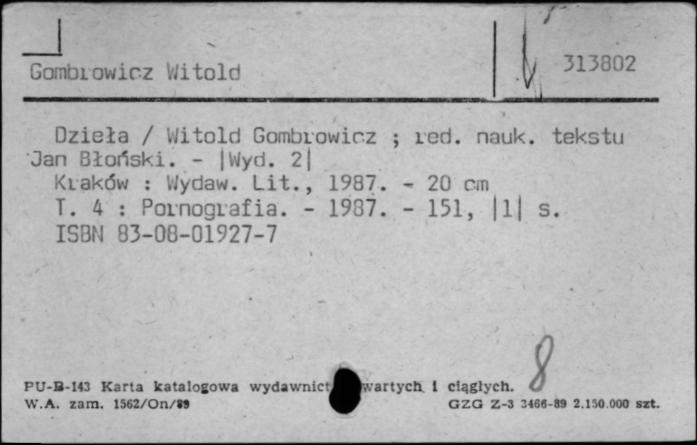 Gombrowicz Witold 313802
Dzieła / Witold Gombrowicz ; red. nauk. tekstu
Jan Błoński. - |Wyd. 2|
Kraków : Wydaw. Lit., 1987. - 20 cm
T. 4 : Pornografia. - 1987. - 151, |1| s.
ISBN 83-08-01927-7
8
PU-B-143 Karta katalogowa wydawnict wartych i ciągłych.
W.A. zam. 1562/On/89 GZG Z-3 3466-89 2.150.000 szt.